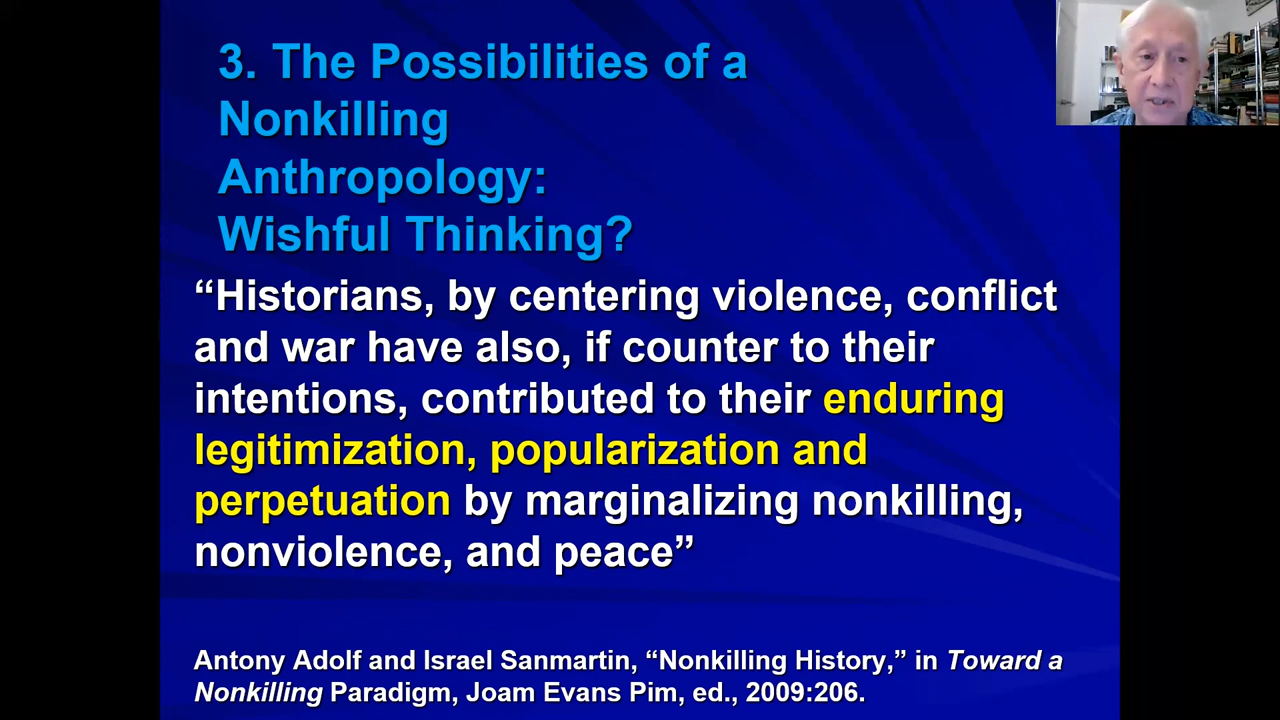 3. The Possibilities of a
Nonkilling
Anthropology:
Wishful Thinking?
“Historians, by centering violence, conflict
and war have also, if counter to their
intentions, contributed to their enduring
legitimization, popularization and
perpetuation by marginalizing nonkilling,
nonviolence, and peace”
Antony Adolf and Israel Sanmartin, “Nonkilling History,” in Toward a
Nonkilling Paradigm, Joam Evans Pim, ed., 2009:206.